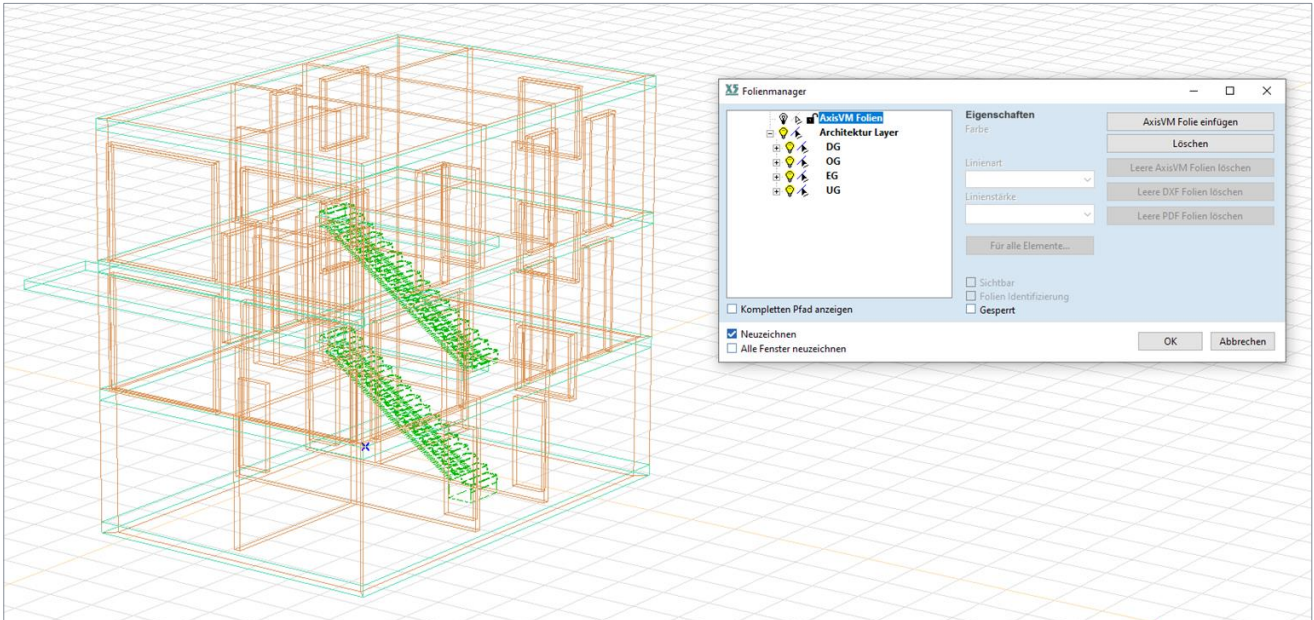 Folienmanager
AxisVM Folien
Architektur Layer
DG
OG
EG
UG
Kompletten Pfad anzeigen
Eigenschaften
Farbe
Linienart
Linienstärke
Für alle Elemente...
Sichtbar
Folien Identifizierung
Gesperrt
AxisVM Folie einfügen
Löschen
Leere AxisVM Folien löschen
Leere DXF Folien löschen
Leere PDF Folien löschen
Neuzeichnen
Alle Fenster neuzeichnen
OK
Abbrechen